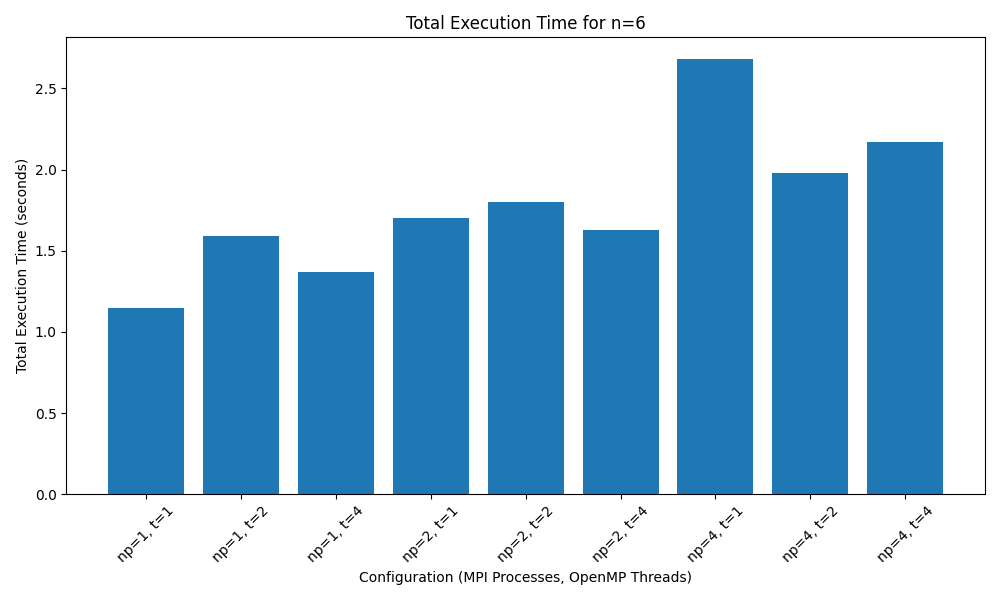 Total Execution Time for n=6
Total Execution Time (seconds)
2.5
2.0
1.5
1.0
0.5
0.0
np=1, t=1
np=1, t=2
np=1, t=4
np=2, t=1
np=2, t=2
np=2, t=4
np=4, t=1
np=4, t=2
np=4, t=4
Configuration (MPI Processes, OpenMP Threads)